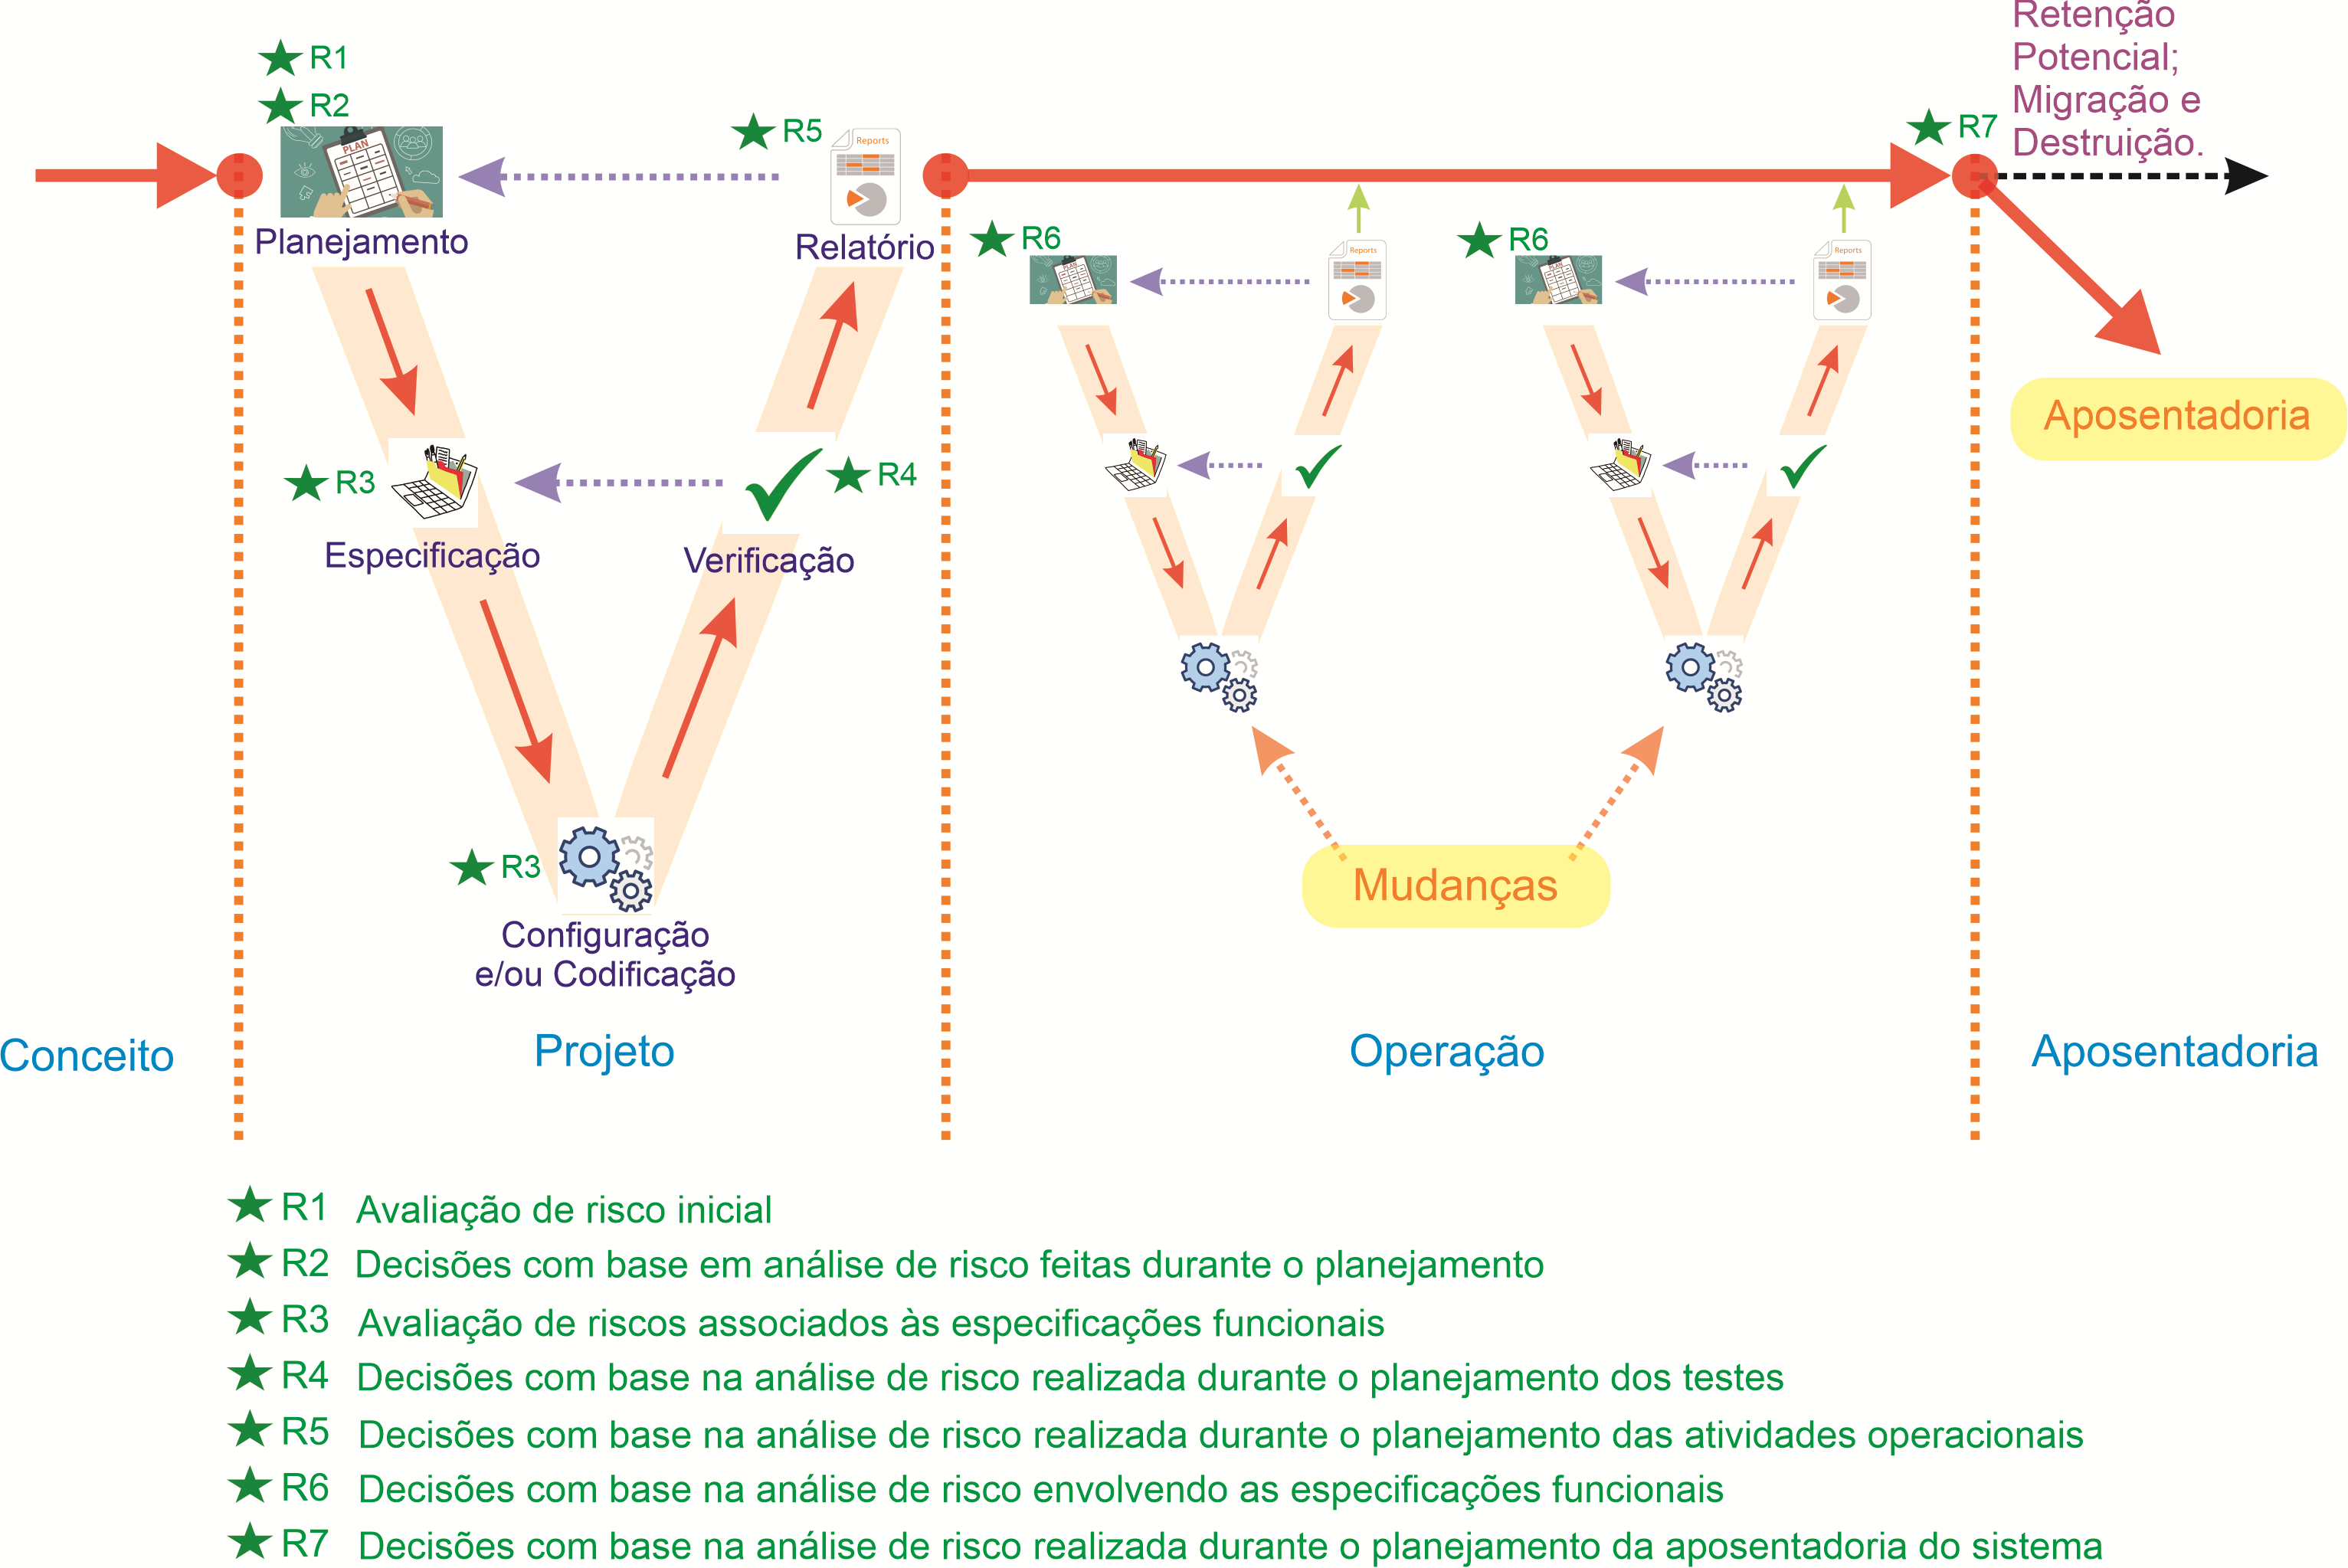 Retenção
Potencial;
Migração e
Destruição.
R1
R2
R5
R7
PLAN
Reports
Planejamento
Relatório
R6
R6
PLAN
Reports
PLAN
Reports
Aposentadoria
R3
R4
Especificação
Verificação
R3
Mudanças
Configuração
e/ou Codificação
Conceito
Projeto
Operação
Aposentadoria
R1 Avaliação de risco inicial
R2 Decisões com base em análise de risco feitas durante o planejamento
R3 Avaliação de riscos associados às especificações funcionais
R4 Decisões com base na análise de risco realizada durante o planejamento dos testes
R5 Decisões com base na análise de risco realizada durante o planejamento das atividades operacionais
R6 Decisões com base na análise de risco envolvendo as especificações funcionais
R7 Decisões com base na análise de risco realizada durante o planejamento da aposentadoria do sistema